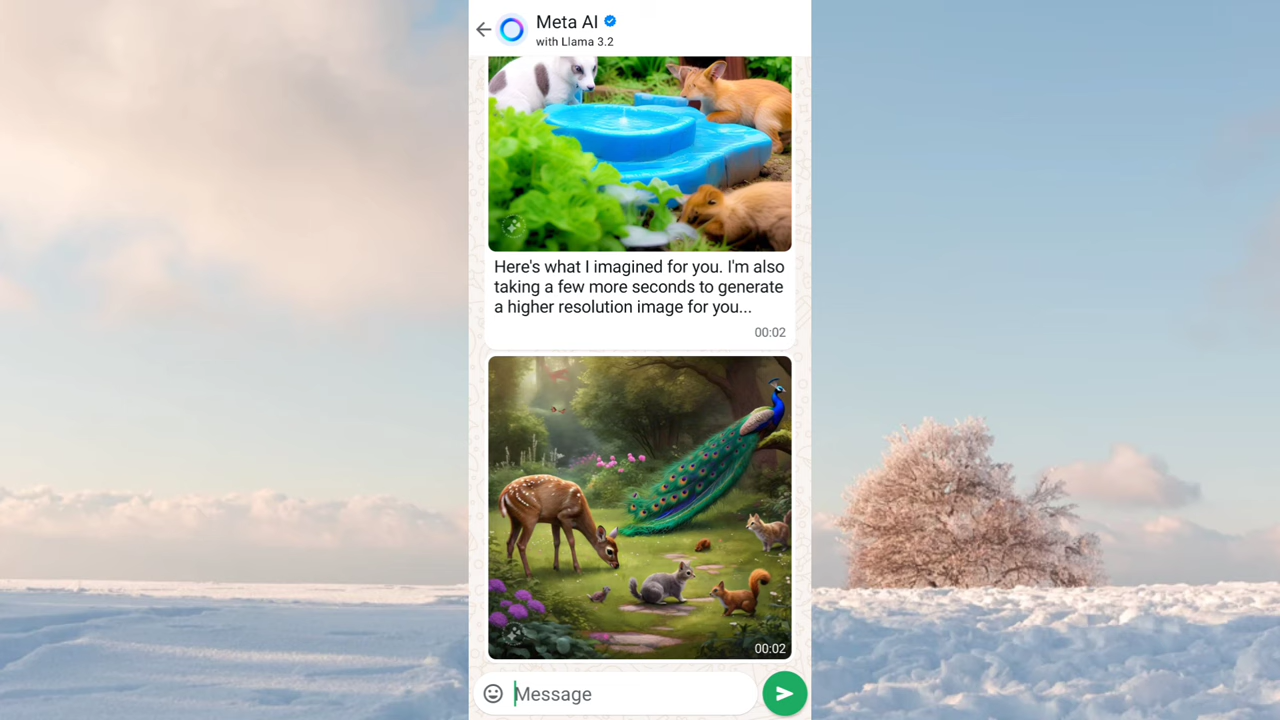 Meta AI
with Llama 3.2
Here's what I imagined for you. I'm also
taking a few more seconds to generate
a higher resolution image for you...
00:02
00:02
Message